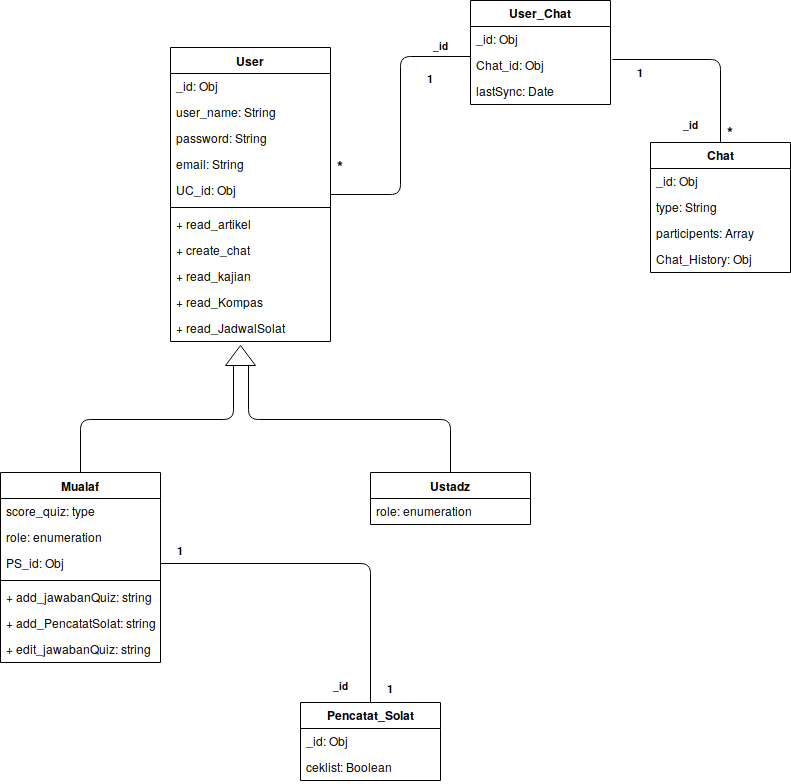 User_Chat
_id: Obj
Chat_id: Obj
lastSync: Date
_id
1
1
User
_id: Obj
user_name: String
password: String
email: String
UC_id: Obj
*
+ read_artikel
+ create_chat
+ read_kajian
+ read_Kompas
+ read_JadwalSolat
_id
*
Chat
_id: Obj
type: String
participents: Array
Chat_History: Obj
Mualaf
score_quiz: type
role: enumeration
PS_id: Obj
+ add_jawabanQuiz: string
+ add_PencatatSolat: string
+ edit_jawabanQuiz: string
Ustadz
role: enumeration
1
_id
1
Pencatat_Solat
_id: Obj
ceklist: Boolean